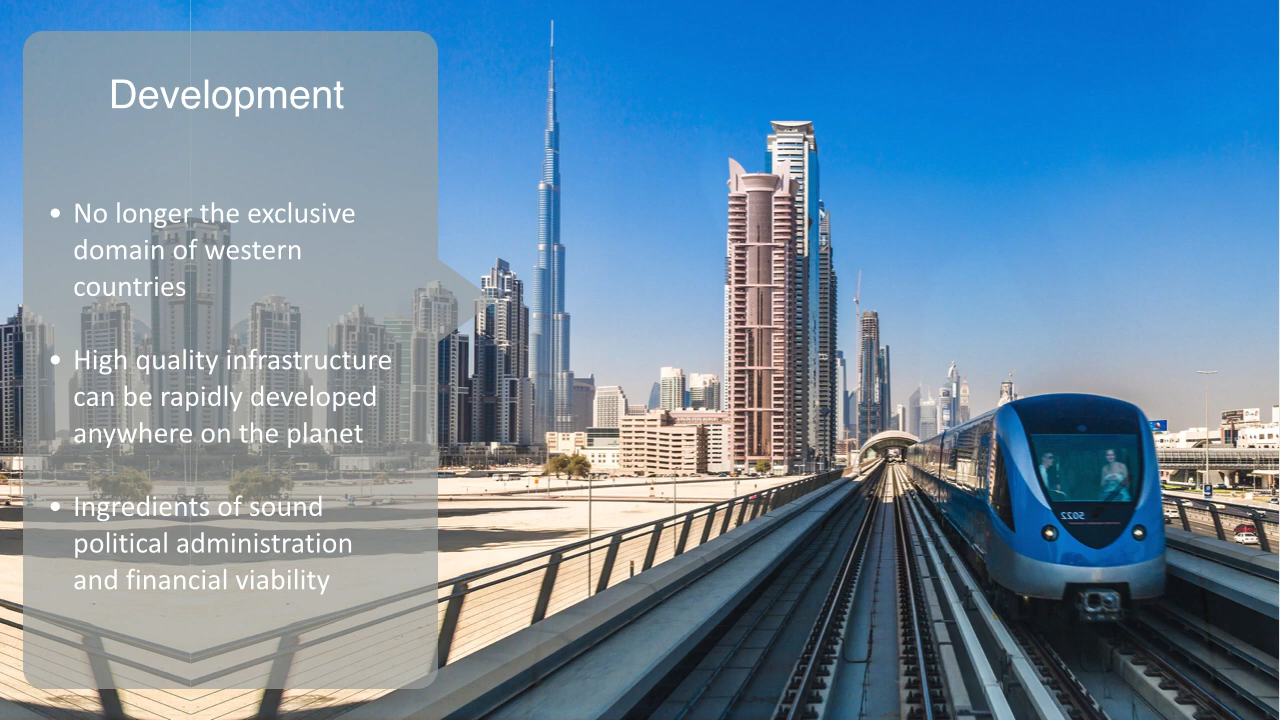 Development
• No longer the exclusive
domain of western
countries
• High quality infrastructure
can be rapidly developed
anywhere on the planet
• Ingredients of sound
political administration
and financial viability
5022